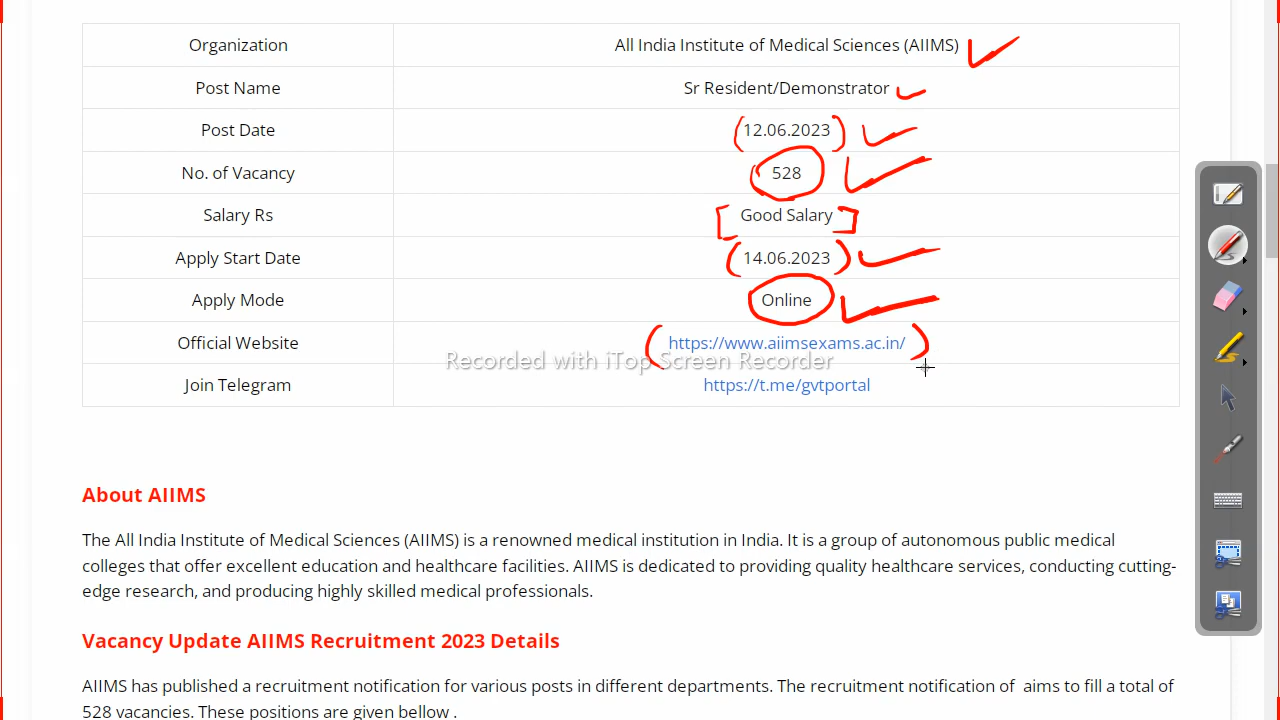 Organization All India Institute of Medical Sciences (AIIMS)
Post Name Sr Resident/Demonstrator
Post Date 12.06.2023
No. of Vacancy 528
Salary Rs Good Salary
Apply Start Date 14.06.2023
Apply Mode Online
Official Website https://www.aiimsexams.ac.in/
Recorded with iTop Screen Recorder
Join Telegram https://t.me/gvtportal
About AIIMS
The All India Institute of Medical Sciences (AIIMS) is a renowned medical institution in India. It is a group of autonomous public medical
colleges that offer excellent education and healthcare facilities. AIIMS is dedicated to providing quality healthcare services, conducting cutting-
edge research, and producing highly skilled medical professionals.
Vacancy Update AIIMS Recruitment 2023 Details
AIIMS has published a recruitment notification for various posts in different departments. The recruitment notification of aims to fill a total of
528 vacancies. These positions are given bellow .